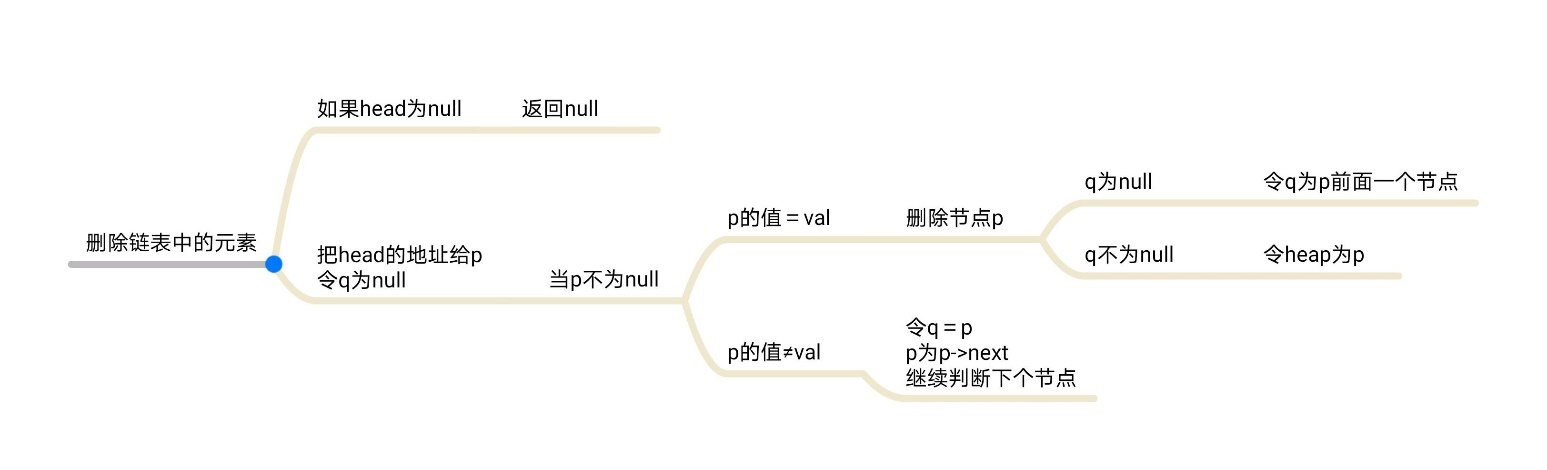 删除链表中的元素
如果head为null
返回null
把head的地址给p
令q为null
当p不为null
p的值＝val
删除节点p
q为null
令q为p前面一个节点
q不为null
令heap为p
p的值≠val
令q＝p
p为p->next
继续判断下个节点